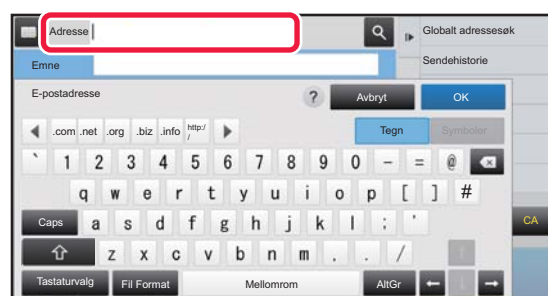 Adresse
Globalt adressesøk
Emne
Sendehistorie
E-postadresse
?
Avbryt
OK
.com .net .org .biz .info http:/
/
Tegn
Symboler
` 1 2 3 4 5 6 7 8 9 0 - = @
q w e r t y u i o p [ ] #
Caps a s d f g h j k l ; '
CA
z x c v b n m , . /
Tastaturvalg Fil Format Mellomrom AltGr